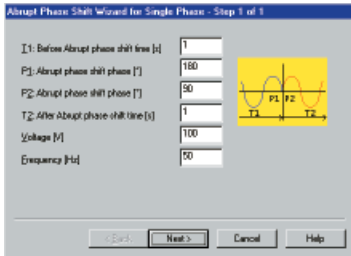 Abrupt Phase Shift Wizard for Single Phase - Step 1 of 1
T1: Before Abrupt phase shift time [s] 1
P1: Abrupt phase shift phase [°] 180
P2: Abrupt phase shift phase [°] 90
T2: After Abrupt phase shift time [s] 1
Voltage [V] 100
Frequency [Hz] 50
P1 P2
T1 T2
< Back Next > Cancel Help